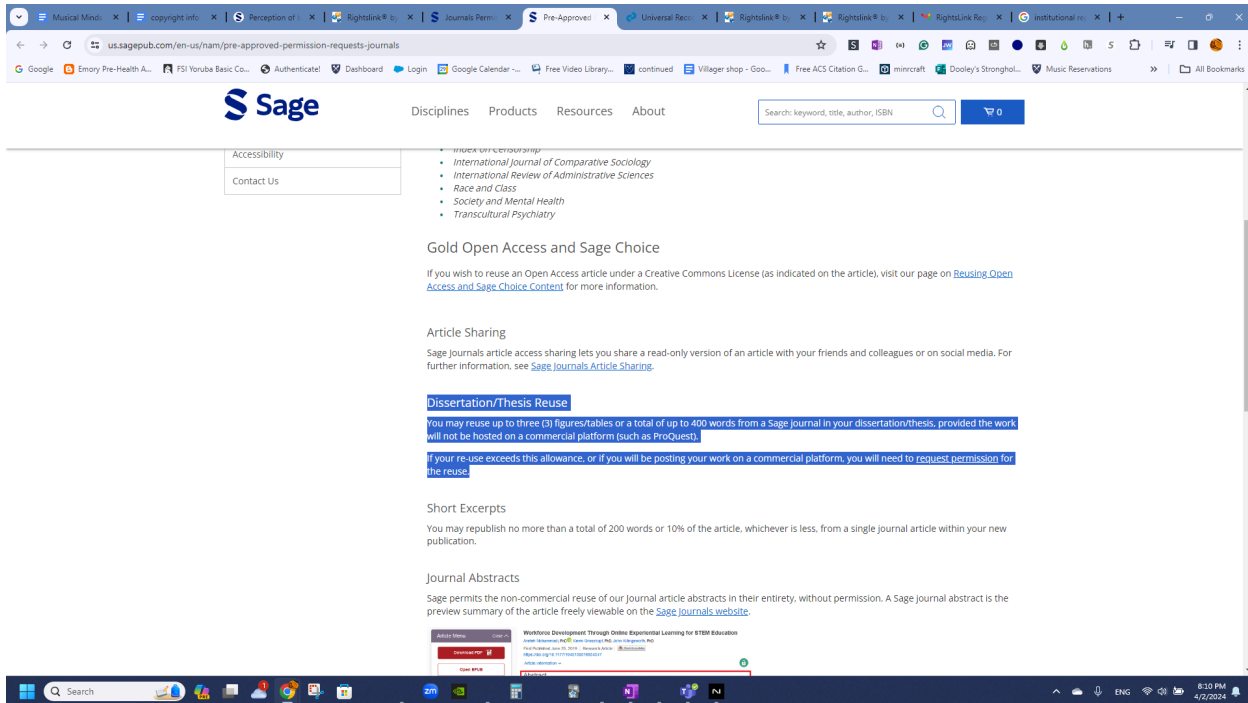 Musical Minds
copyright info
Perception of t
Rightslink® by
Journals Permis
Pre-Approved
Universal Reco
Rightslink® by
Rightslink® by
RightsLink Rep
institutional re
us.sagepub.com/en-us/nam/pre-approved-permission-requests-journals
Google
Emory Pre-Health A...
FSI Yoruba Basic Co...
Authenticate!
Dashboard
Login
Google Calendar -...
Free Video Library...
continued
Villager shop - Goo...
Free ACS Citation G...
minrcraft
Dooley's Stronghol...
Music Reservations
»
All Bookmarks
Sage
Disciplines
Products
Resources
About
Search: keyword, title, author, ISBN
0
Accessibility
Contact Us
• Index on Censorship
• International Journal of Comparative Sociology
• International Review of Administrative Sciences
• Race and Class
• Society and Mental Health
• Transcultural Psychiatry
Gold Open Access and Sage Choice
If you wish to reuse an Open Access article under a Creative Commons License (as indicated on the article), visit our page on Reusing Open
Access and Sage Choice Content for more information.
Article Sharing
Sage Journals article access sharing lets you share a read-only version of an article with your friends and colleagues or on social media. For
further information, see Sage Journals Article Sharing.
Dissertation/Thesis Reuse
You may reuse up to three (3) figures/tables or a total of up to 400 words from a Sage journal in your dissertation/thesis, provided the work
will not be hosted on a commercial platform (such as ProQuest).
If your re-use exceeds this allowance, or if you will be posting your work on a commercial platform, you will need to request permission for
the reuse.
Short Excerpts
You may republish no more than a total of 200 words or 10% of the article, whichever is less, from a single journal article within your new
publication.
Journal Abstracts
Sage permits the non-commercial reuse of our Journal article abstracts in their entirety, without permission. A Sage journal abstract is the
preview summary of the article freely viewable on the Sage Journals website.
Article Menu
Close
Download PDF
Open EPUB
Workforce Development Through Online Experiential Learning for STEM Education
Article information
Abstract
Search
ENG
8:10 PM
4/2/2024